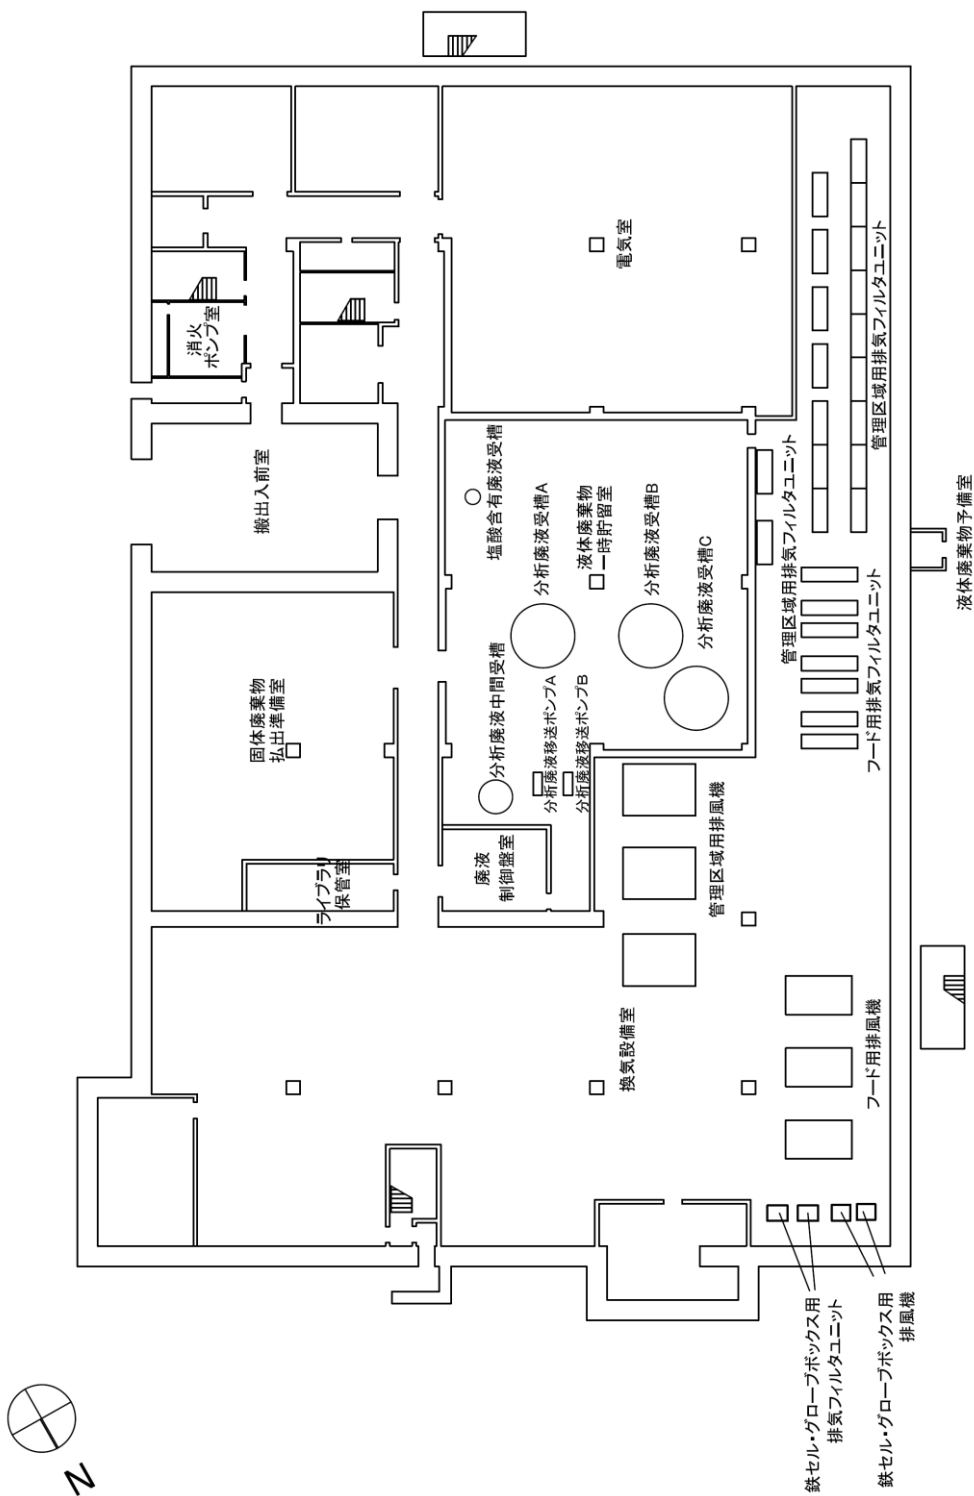 消火
ポンプ室
搬出入前室
固体廃棄物
払出準備室
ライブラリ
保管室
電気室
塩酸含有廃液受槽
分析廃液受槽A
液体廃棄物
一時貯留室
分析廃液受槽B
分析廃液受槽C
分析廃液中間受槽
分析廃液移送ポンプA
分析廃液移送ポンプB
廃液
制御盤室
管理区域用排気フィルタユニット
管理区域用排気フィルタユニット
フード用排気フィルタユニット
液体廃棄物予備室
管理区域用排風機
換気設備室
フード用排風機
鉄セル・グローブボックス用
排気フィルタユニット
鉄セル・グローブボックス用
排風機
N